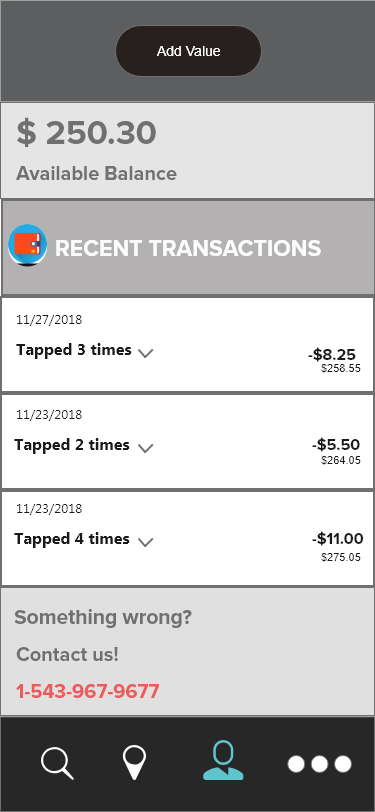 Add Value
$ 250.30
Available Balance
RECENT TRANSACTIONS
11/27/2018
Tapped 3 times
-$8.25
$258.55
11/23/2018
Tapped 2 times
-$5.50
$264.05
11/23/2018
Tapped 4 times
-$11.00
$275.05
Something wrong?
Contact us!
1-543-967-9677